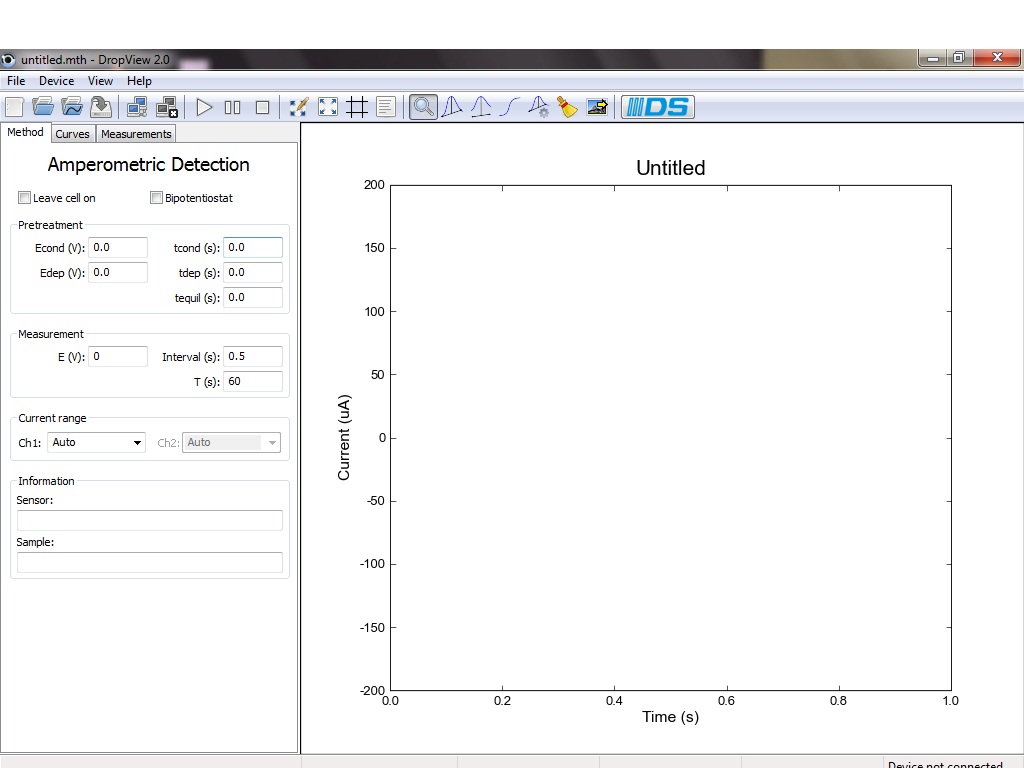 untitled.mth - DropView 2.0
File Device View Help
DS
Method Curves Measurements
Amperometric Detection
Leave cell on Bipotentiostat
Pretreatment
Econd (V): 0.0 tcond (s): 0.0
Edep (V): 0.0 tdep (s): 0.0
tequil (s): 0.0
Measurement
E (V): 0 Interval (s): 0.5
T (s): 60
Current range
Ch1: Auto Ch2: Auto
Information
Sensor:
Sample:
Untitled
200
150
100
50
0
-50
-100
-150
-200
Current (uA)
0.0 0.2 0.4 0.6 0.8 1.0
Time (s)
Device not connected